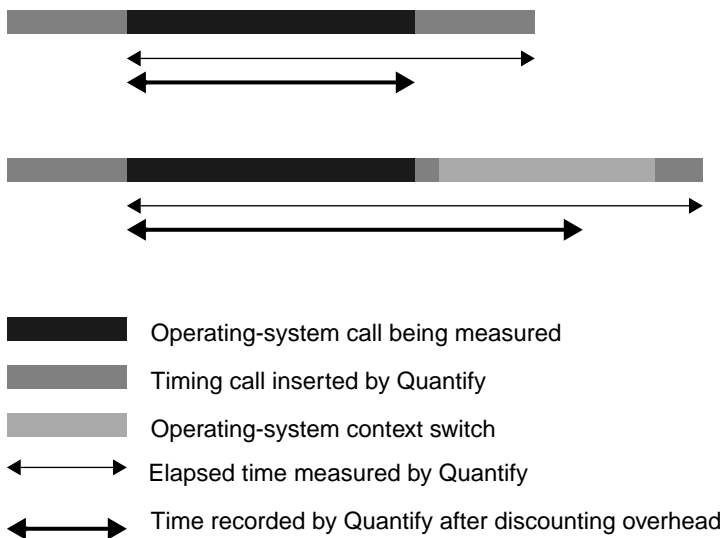 Operating-system call being measured
Timing call inserted by Quantify
Operating-system context switch
Elapsed time measured by Quantify
Time recorded by Quantify after discounting overhead